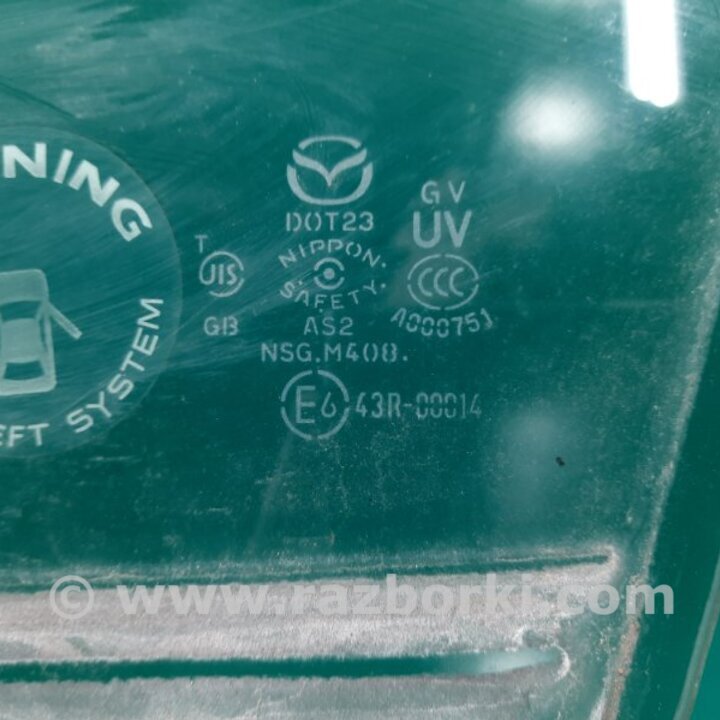 NING
EFT SYSTEM
DOT23
NIPPON.
SAFETY.
AS2
NSG.M408.
T
JIS
GB
GV
UV
CCC
A000751
E6 43R-00014
© www.razborki.com